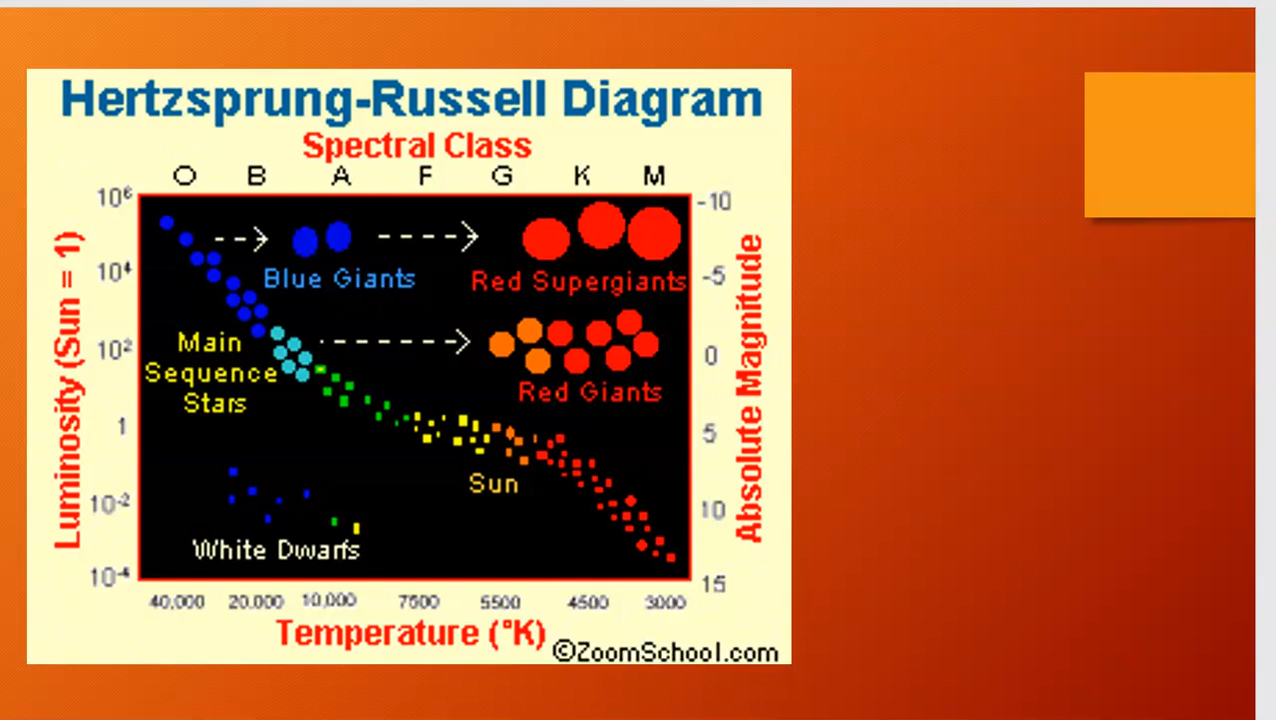 Hertzsprung-Russell Diagram
Spectral Class
O B A F G K M
10⁶
10⁴
10²
1
10⁻²
10⁻⁴
Luminosity (Sun = 1)
Blue Giants
Red Supergiants
Main
Sequence
Stars
Red Giants
Sun
White Dwarfs
-10
-5
0
5
10
15
Absolute Magnitude
40,000 20,000 10,000 7500 5500 4500 3000
Temperature (°K)
©ZoomSchool.com